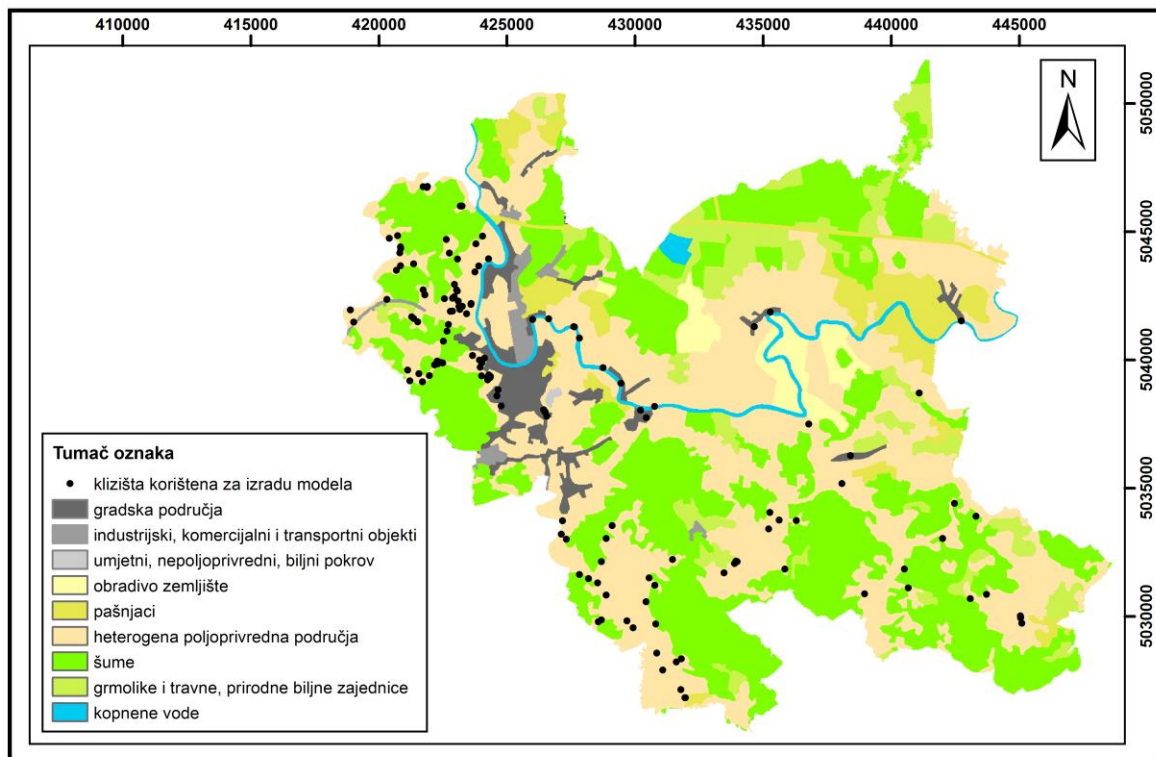 410000 415000 420000 425000 430000 435000 440000 445000
N
5050000
5045000
5040000
5035000
5030000
Tumač oznaka
klizišta korištena za izradu modela
gradska područja
industrijski, komercijalni i transportni objekti
umjetni, nepoljoprivredni, biljni pokrov
obradivo zemljište
pašnjaci
heterogena poljoprivredna područja
šume
grmolike i travne, prirodne biljne zajednice
kopnene vode